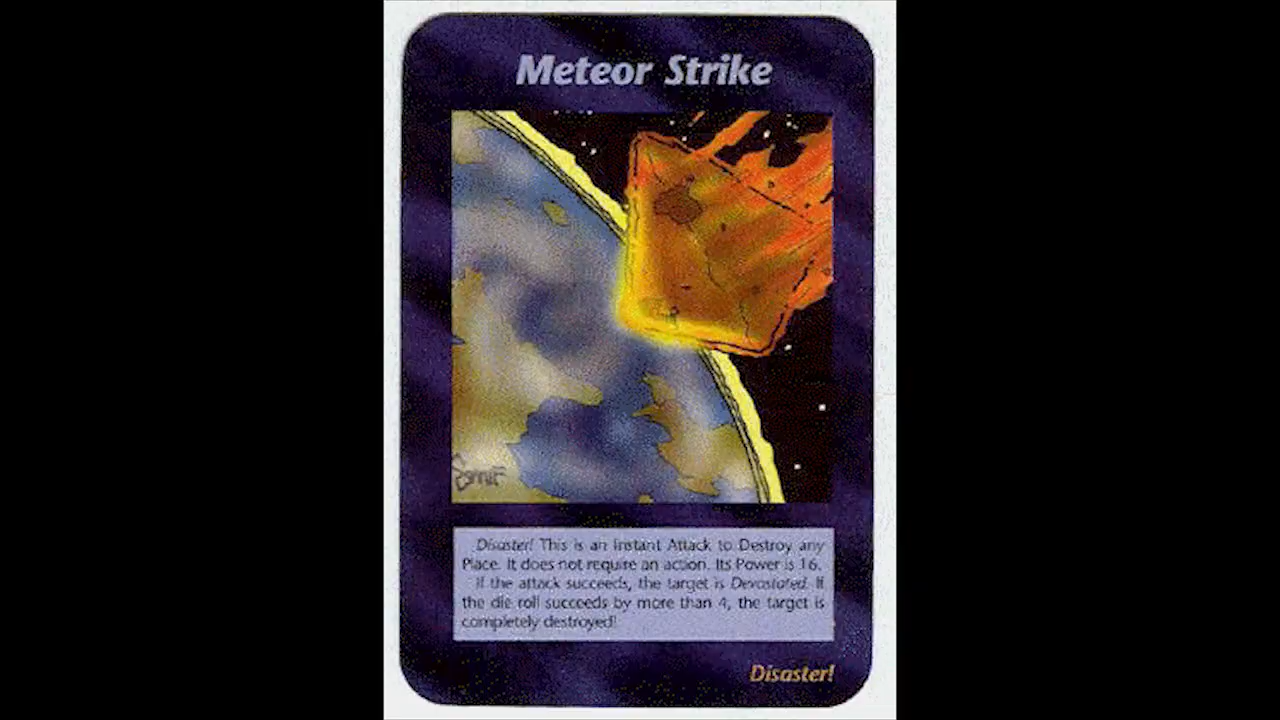 Meteor Strike
Disaster! This is an Instant Attack to Destroy any
Place. It does not require an action. Its Power is 16.
If the attack succeeds, the target is Devastated. If
the die roll succeeds by more than 4, the target is
completely destroyed!
Disaster!